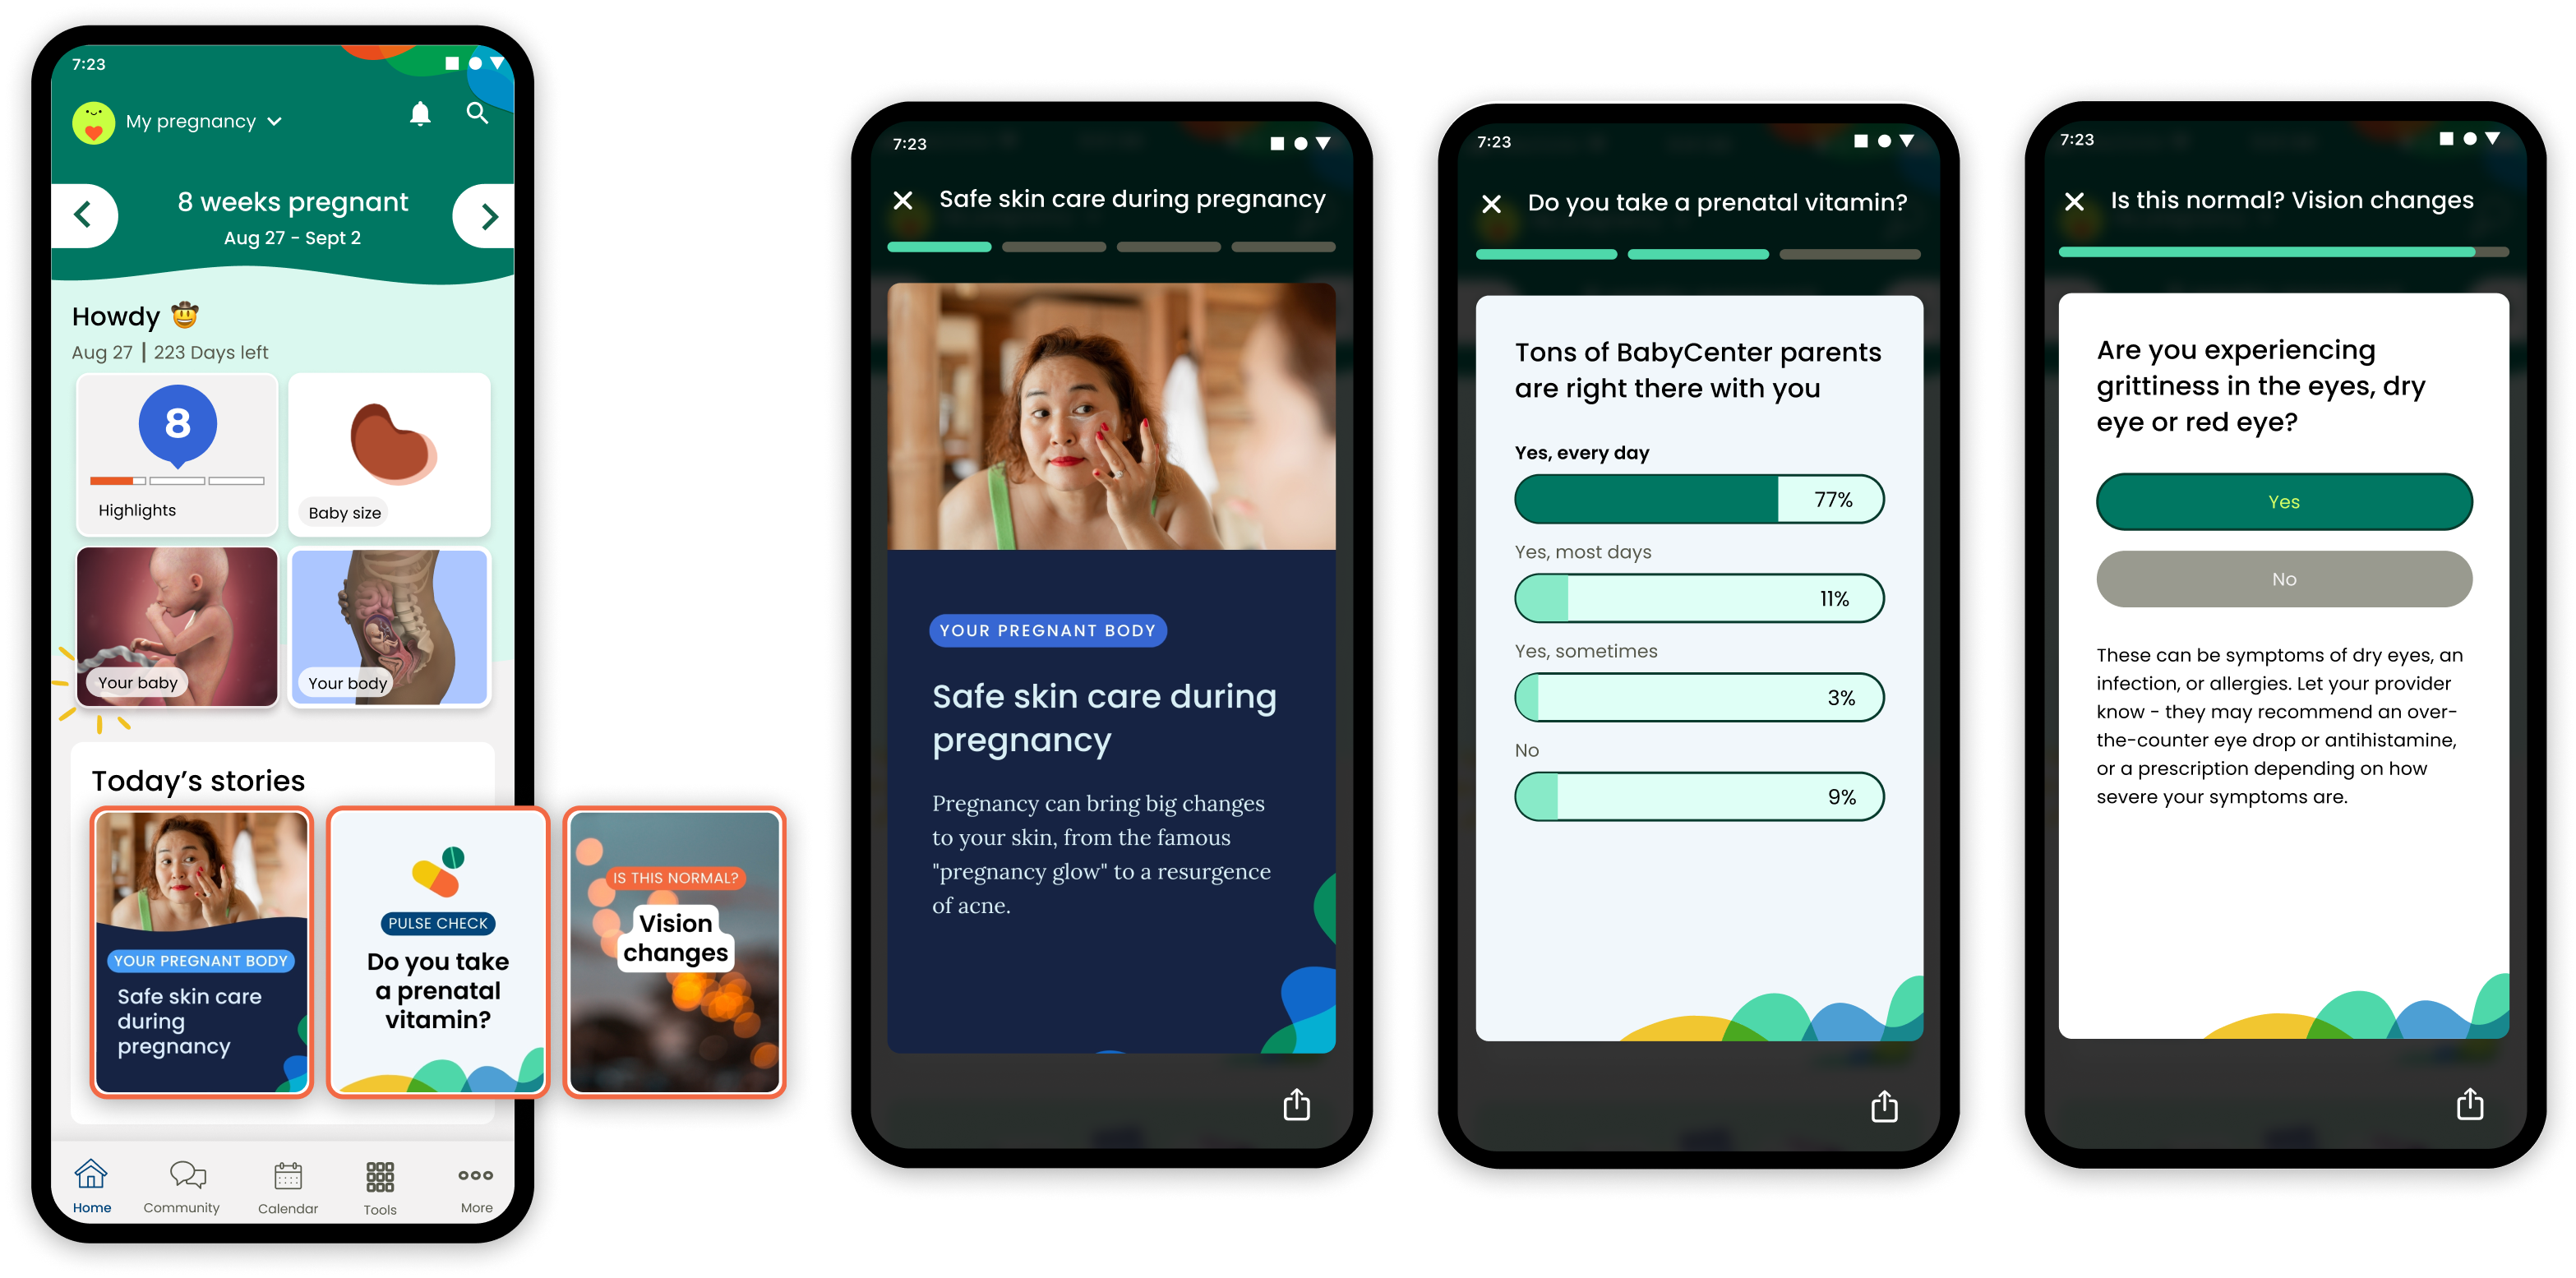 7:23
My pregnancy
8 weeks pregnant
Aug 27 - Sept 2
Howdy 🤠
Aug 27 | 223 Days left
8
Highlights
Baby size
Your baby
Your body
Today's stories
YOUR PREGNANT BODY
Safe skin care
during
pregnancy
PULSE CHECK
Do you take
a prenatal
vitamin?
IS THIS NORMAL?
Vision
changes
Home
Community
Calendar
Tools
More
7:23
Safe skin care during pregnancy
YOUR PREGNANT BODY
Safe skin care during
pregnancy
Pregnancy can bring big changes
to your skin, from the famous
"pregnancy glow" to a resurgence
of acne.
7:23
Do you take a prenatal vitamin?
Tons of BabyCenter parents
are right there with you
Yes, every day
77%
Yes, most days
11%
Yes, sometimes
3%
No
9%
7:23
Is this normal? Vision changes
Are you experiencing
grittiness in the eyes, dry
eye or red eye?
Yes
No
These can be symptoms of dry eyes, an
infection, or allergies. Let your provider
know - they may recommend an over-
the-counter eye drop or antihistamine,
or a prescription depending on how
severe your symptoms are.